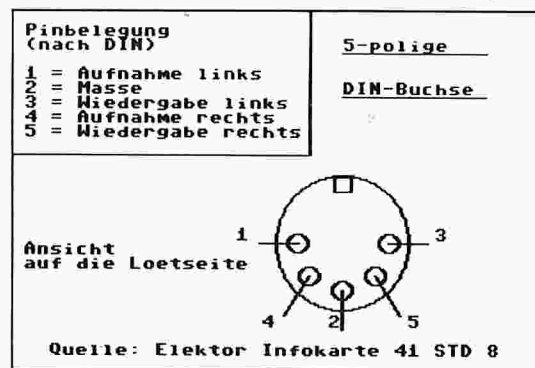 Pinbelegung
(nach DIN)
1 = Aufnahme links
2 = Masse
3 = Wiedergabe links
4 = Aufnahme rechts
5 = Wiedergabe rechts
5-polige
DIN-Buchse
1
3
Ansicht
auf die Loetseite
4
2
5
Quelle: Elektor Infokarte 41 STD 8